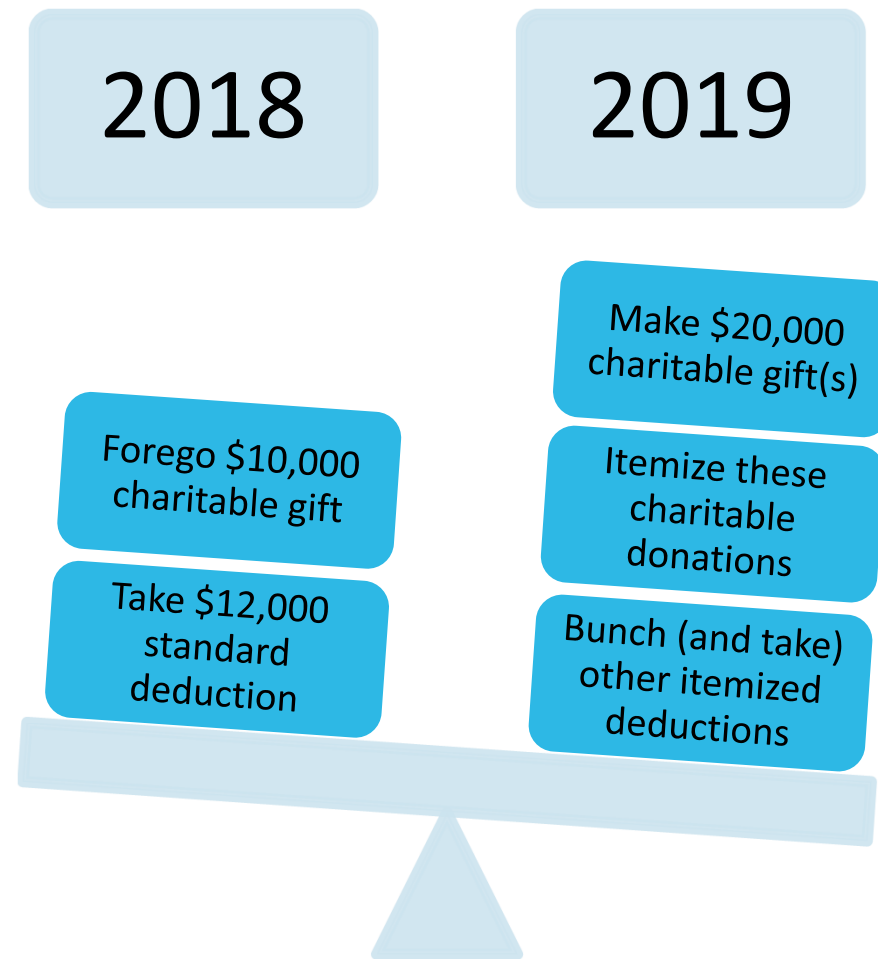 2018
2019
Forego $10,000
charitable gift
Take $12,000
standard
deduction
Make $20,000
charitable gift(s)
Itemize these
charitable
donations
Bunch (and take)
other itemized
deductions